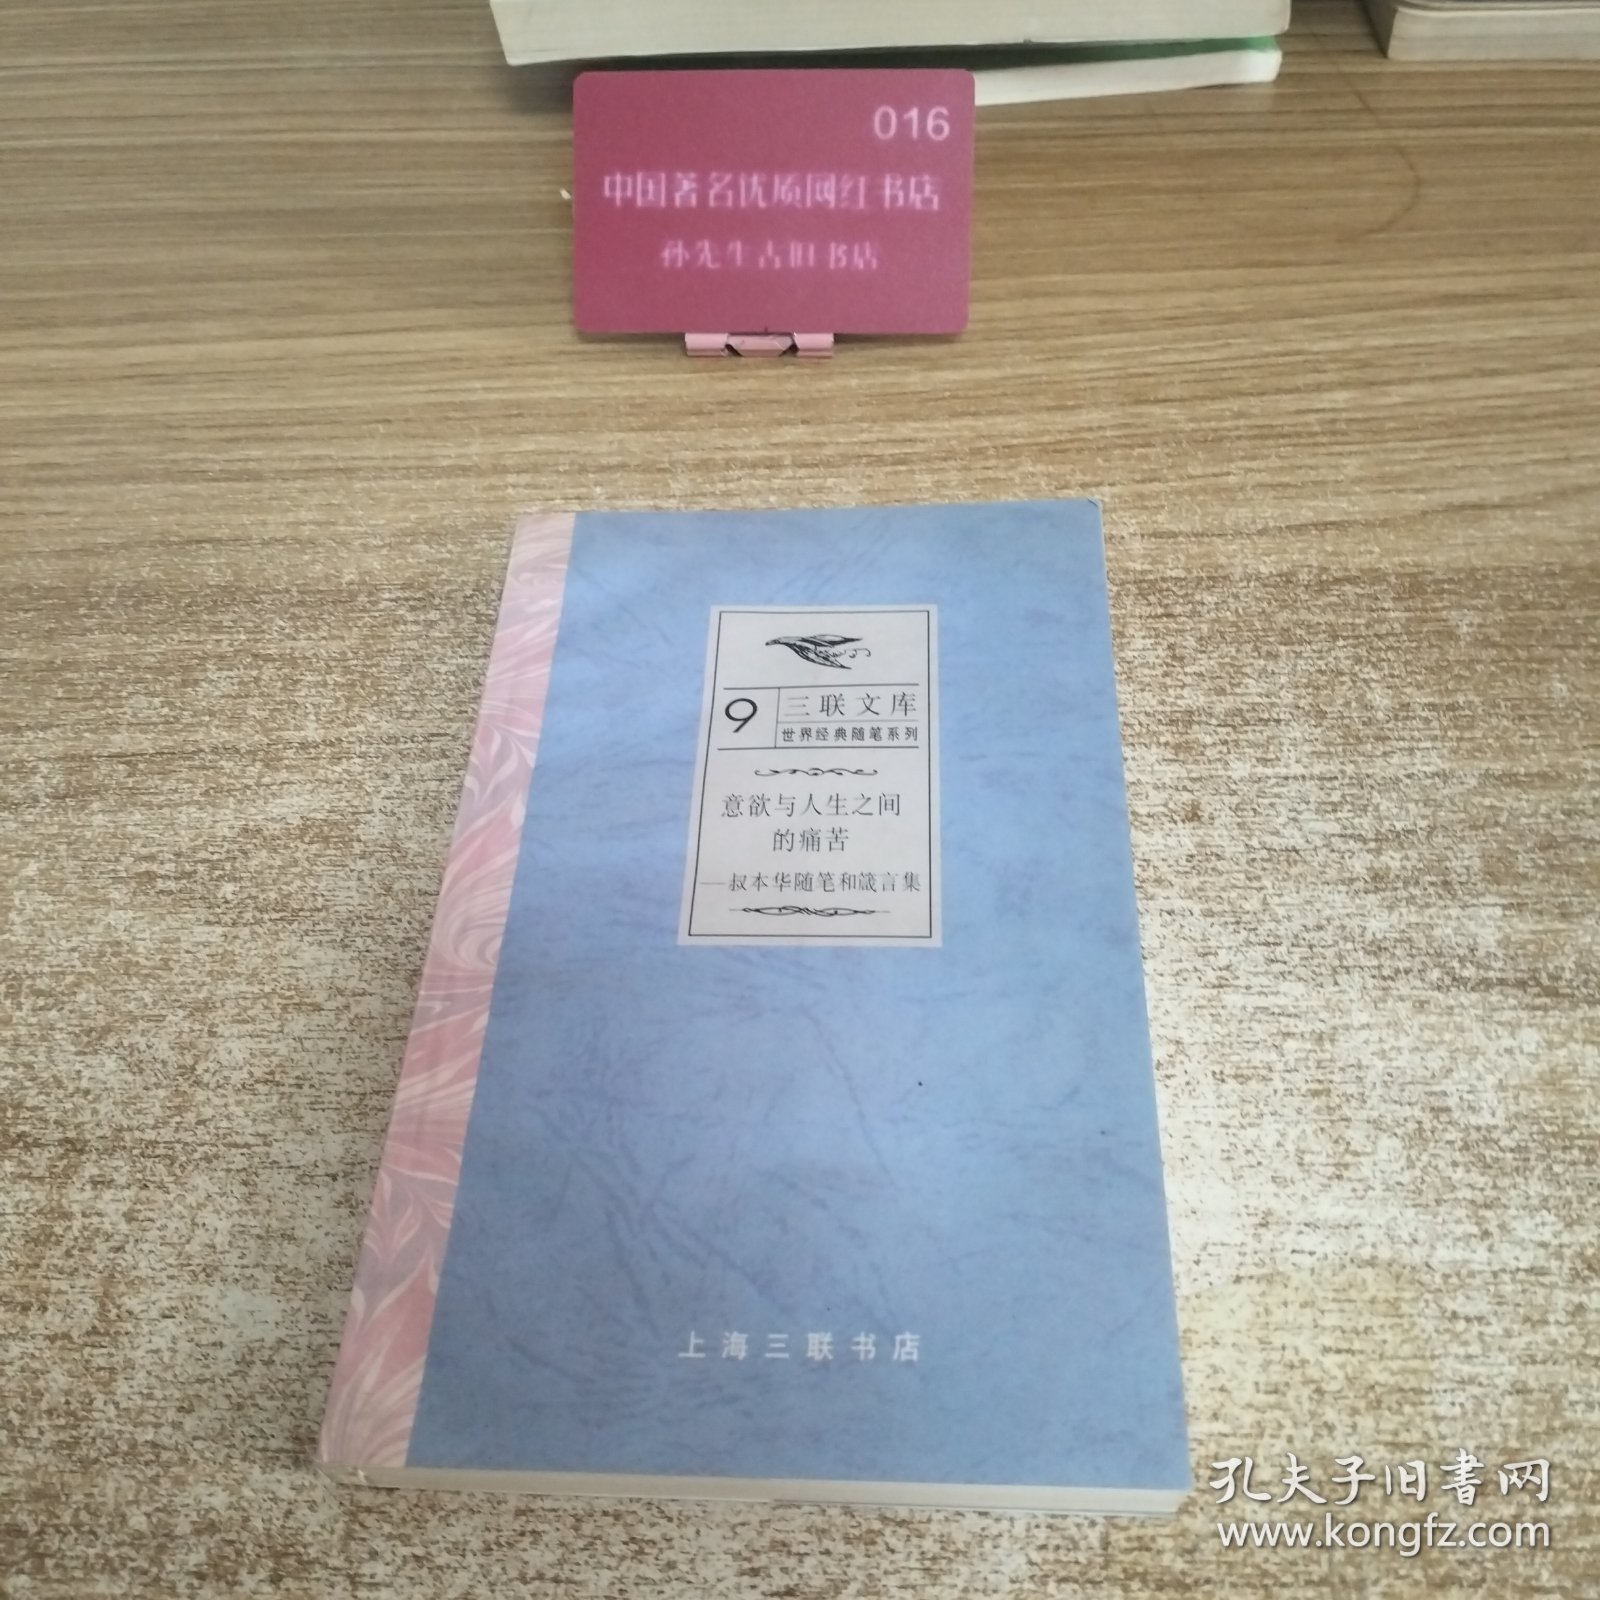 016
中国著名优质网红书店
孙先生古旧书店
9
三联文库
世界经典随笔系列
意欲与人生之间
的痛苦
—叔本华随笔和箴言集
上海三联书店
孔夫子旧書网
www.kongfz.com